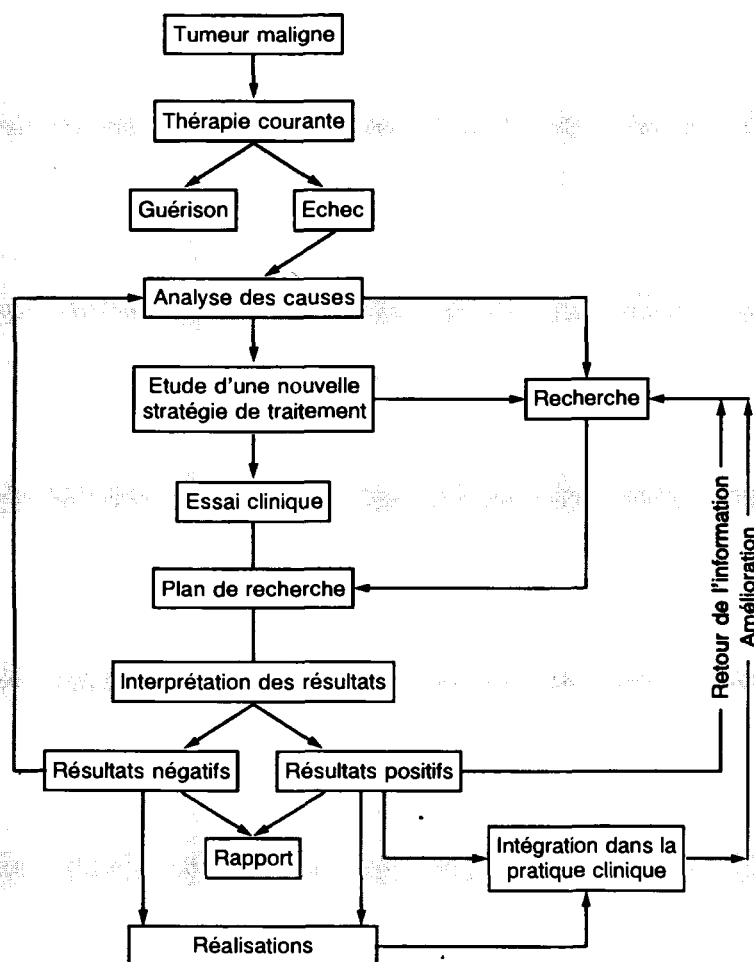 Tumeur maligne
Thérapie courante
Guérison
Echec
Analyse des causes
Etude d'une nouvelle
stratégie de traitement
Recherche
Essai clinique
Plan de recherche
Retour de l'information
Amélioration
Interprétation des résultats
Résultats négatifs
Résultats positifs
Rapport
Intégration dans la
pratique clinique
Réalisations